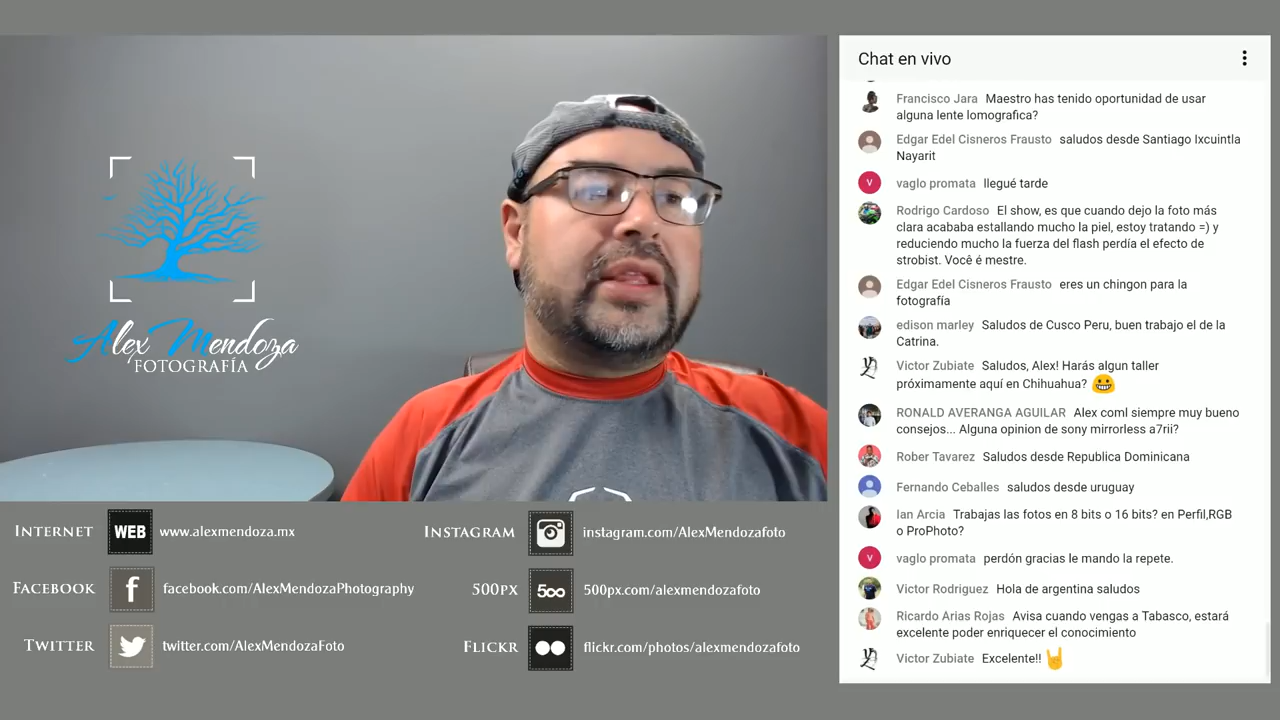 Alex Mendoza
FOTOGRAFÍA
INTERNET WEB www.alexmendoza.mx
INSTAGRAM instagram.com/AlexMendozafoto
FACEBOOK f facebook.com/AlexMendozaPhotography
500PX 500 500px.com/alexmendozafoto
TWITTER twitter.com/AlexMendozaFoto
FLICKR flickr.com/photos/alexmendozafoto
Chat en vivo
Francisco Jara Maestro has tenido oportunidad de usar
alguna lente lomografica?
Edgar Edel Cisneros Frausto saludos desde Santiago Ixcuintla
Nayarit
V vaglo promata llegué tarde
Rodrigo Cardoso El show, es que cuando dejo la foto más
clara acababa estallando mucho la piel, estoy tratando =) y
reduciendo mucho la fuerza del flash perdía el efecto de
strobist. Você é mestre.
Edgar Edel Cisneros Frausto eres un chingon para la
fotografía
edison marley Saludos de Cusco Peru, buen trabajo el de la
Catrina.
Victor Zubiate Saludos, Alex! Harás algun taller
próximamente aquí en Chihuahua? 😀
RONALD AVERANGA AGUILAR Alex coml siempre muy bueno
consejos... Alguna opinion de sony mirrorless a7rii?
Rober Tavarez Saludos desde Republica Dominicana
Fernando Ceballes saludos desde uruguay
Ian Arcia Trabajas las fotos en 8 bits o 16 bits? en Perfil,RGB
o ProPhoto?
V vaglo promata perdón gracias le mando la repete.
Victor Rodriguez Hola de argentina saludos
Ricardo Arias Rojas Avisa cuando vengas a Tabasco, estará
excelente poder enriquecer el conocimiento
Victor Zubiate Excelente!! 🤘